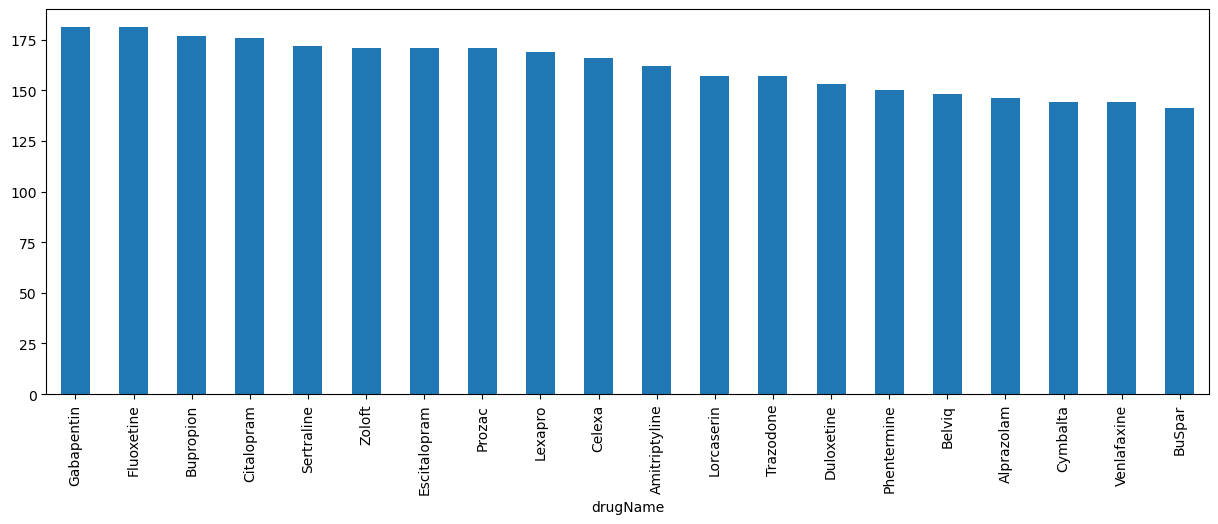 175
150
125
100
75
50
25
0
Gabapentin
Fluoxetine
Bupropion
Citalopram
Sertraline
Zoloft
Escitalopram
Prozac
Lexapro
Celexa
Amitriptyline
Lorcaserin
Trazodone
Duloxetine
Phentermine
Belviq
Alprazolam
Cymbalta
Venlafaxine
BuSpar
drugName